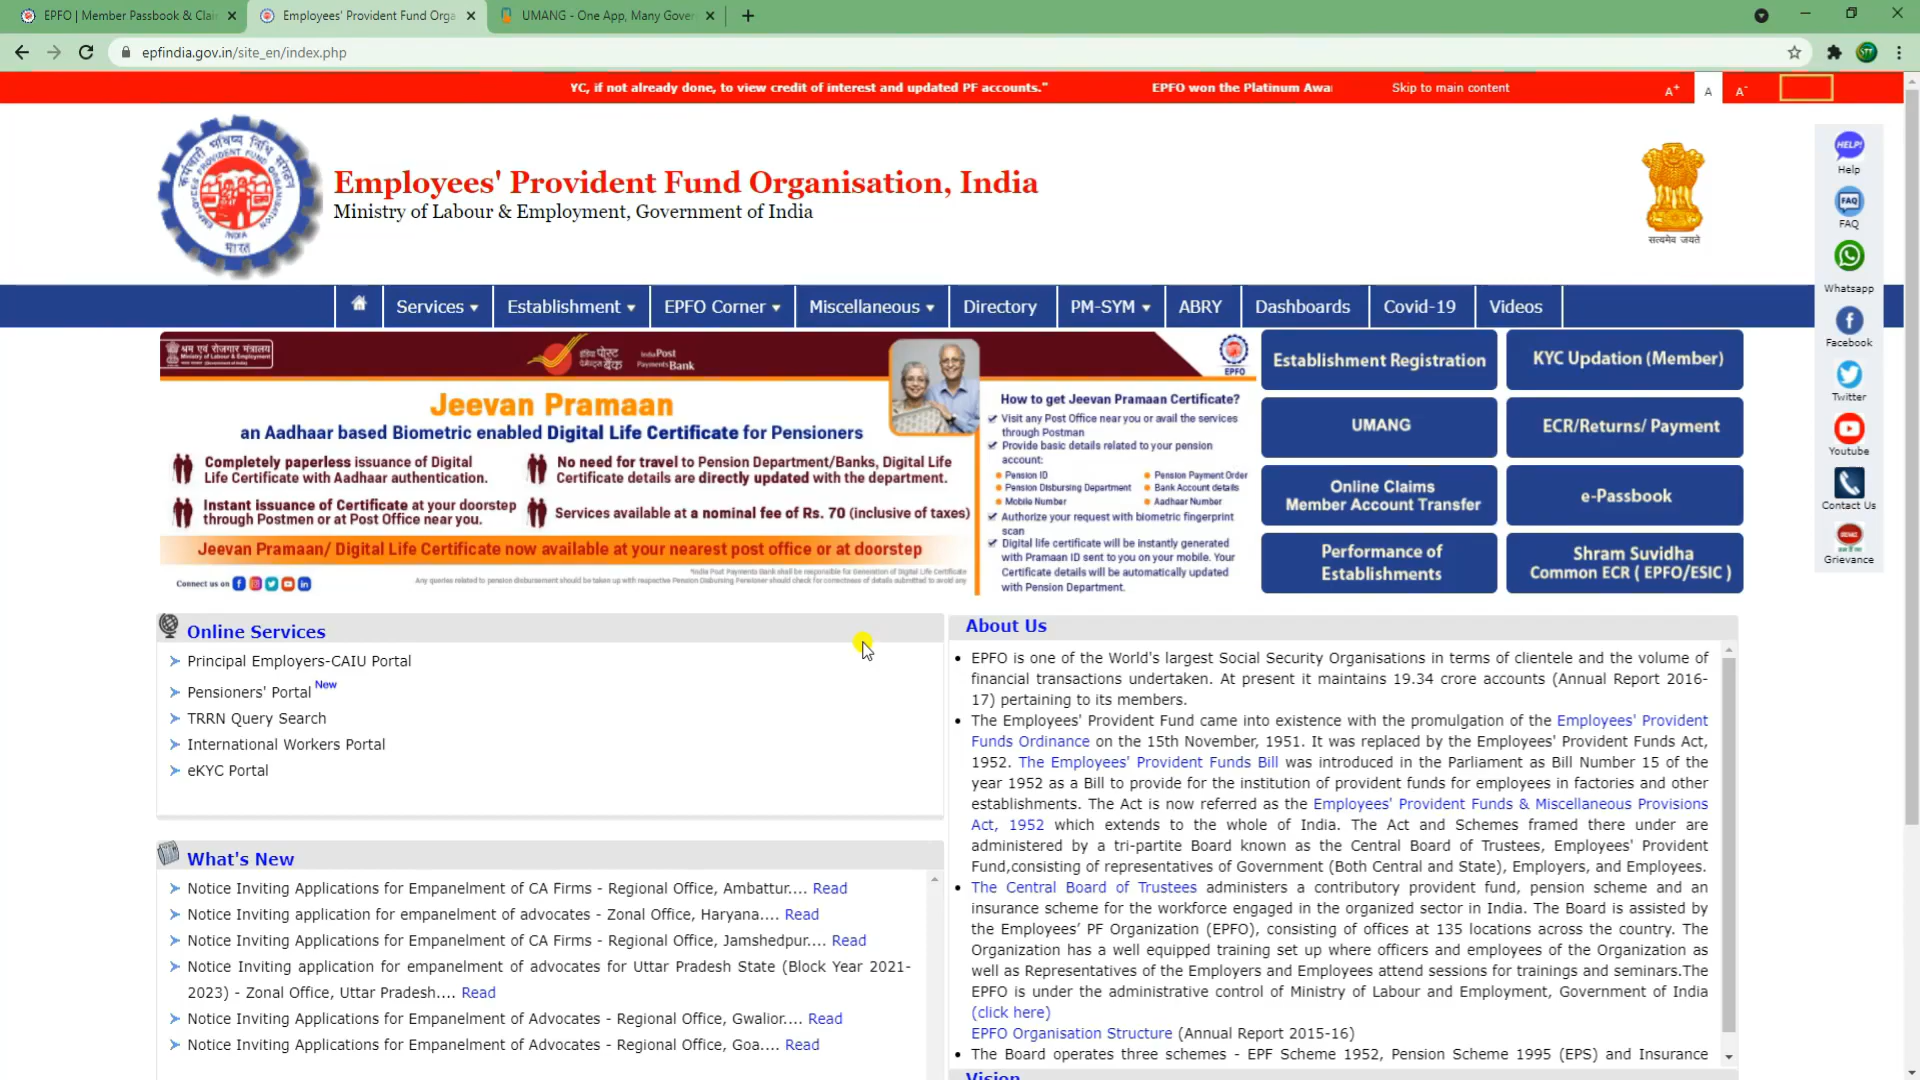 EPFO | Member Passbook & Clai
Employees' Provident Fund Orga
UMANG - One App, Many Gover
epfindia.gov.in/site_en/index.php
YC, if not already done, to view credit of interest and updated PF accounts."
EPFO won the Platinum Awa
Skip to main content
A+
A
A-
कर्मचारी भविष्य निधि संगठन
EMPLOYEES PROVIDENT FUND ORGANISATION
INDIA
भारत
Employees' Provident Fund Organisation, India
Ministry of Labour & Employment, Government of India
सत्यमेव जयते
HELP!
Help
FAQ
FAQ
Whatsapp
Facebook
Twitter
Youtube
Contact Us
Grievance
Services
Establishment
EPFO Corner
Miscellaneous
Directory
PM-SYM
ABRY
Dashboards
Covid-19
Videos
श्रम एवं रोजगार मंत्रालय
Ministry of Labour & Employment
India Post
Payments Bank
EPFO
Jeevan Pramaan
an Aadhaar based Biometric enabled Digital Life Certificate for Pensioners
Completely paperless issuance of Digital
Life Certificate with Aadhaar authentication.
No need for travel to Pension Department/Banks, Digital Life
Certificate details are directly updated with the department.
Instant issuance of Certificate at your doorstep
through Postmen or at Post Office near you.
Services available at a nominal fee of Rs. 70 (inclusive of taxes)
Jeevan Pramaan/ Digital Life Certificate now available at your nearest post office or at doorstep
Connect us on
*India Post Payments Bank shall be responsible for Generation of Digital Life Certificate
How to get Jeevan Pramaan Certificate?
Visit any Post Office near you or avail the services
through Postman
Provide basic details related to your pension
account:
Pension ID
Pension Payment Order
Pension Disbursing Department
Bank Account details
Mobile Number
Aadhaar Number
Authorize your request with biometric fingerprint
scan
Digital life certificate will be instantly generated
with Pramaan ID sent to you on your mobile. Your
Certificate details will be automatically updated
with Pension Department.
Establishment Registration
KYC Updation (Member)
UMANG
ECR/Returns/ Payment
Online Claims
Member Account Transfer
e-Passbook
Performance of
Establishments
Shram Suvidha
Common ECR ( EPFO/ESIC )
Online Services
Principal Employers-CAIU Portal
Pensioners' Portal New
TRRN Query Search
International Workers Portal
eKYC Portal
What's New
Notice Inviting Applications for Empanelment of CA Firms - Regional Office, Ambattur.... Read
Notice Inviting application for empanelment of advocates - Zonal Office, Haryana.... Read
Notice Inviting Applications for Empanelment of CA Firms - Regional Office, Jamshedpur.... Read
Notice Inviting application for empanelment of advocates for Uttar Pradesh State (Block Year 2021-
2023) - Zonal Office, Uttar Pradesh.... Read
Notice Inviting Applications for Empanelment of Advocates - Regional Office, Gwalior.... Read
Notice Inviting Applications for Empanelment of Advocates - Regional Office, Goa.... Read
About Us
EPFO is one of the World's largest Social Security Organisations in terms of clientele and the volume of
financial transactions undertaken. At present it maintains 19.34 crore accounts (Annual Report 2016-
17) pertaining to its members.
The Employees' Provident Fund came into existence with the promulgation of the Employees' Provident
Funds Ordinance on the 15th November, 1951. It was replaced by the Employees' Provident Funds Act,
1952. The Employees' Provident Funds Bill was introduced in the Parliament as Bill Number 15 of the
year 1952 as a Bill to provide for the institution of provident funds for employees in factories and other
establishments. The Act is now referred as the Employees' Provident Funds & Miscellaneous Provisions
Act, 1952 which extends to the whole of India. The Act and Schemes framed there under are
administered by a tri-partite Board known as the Central Board of Trustees, Employees' Provident
Fund,consisting of representatives of Government (Both Central and State), Employers, and Employees.
The Central Board of Trustees administers a contributory provident fund, pension scheme and an
insurance scheme for the workforce engaged in the organized sector in India. The Board is assisted by
the Employees' PF Organization (EPFO), consisting of offices at 135 locations across the country. The
Organization has a well equipped training set up where officers and employees of the Organization as
well as Representatives of the Employers and Employees attend sessions for trainings and seminars.The
EPFO is under the administrative control of Ministry of Labour and Employment, Government of India
(click here)
EPFO Organisation Structure (Annual Report 2015-16)
The Board operates three schemes - EPF Scheme 1952, Pension Scheme 1995 (EPS) and Insurance
Vision